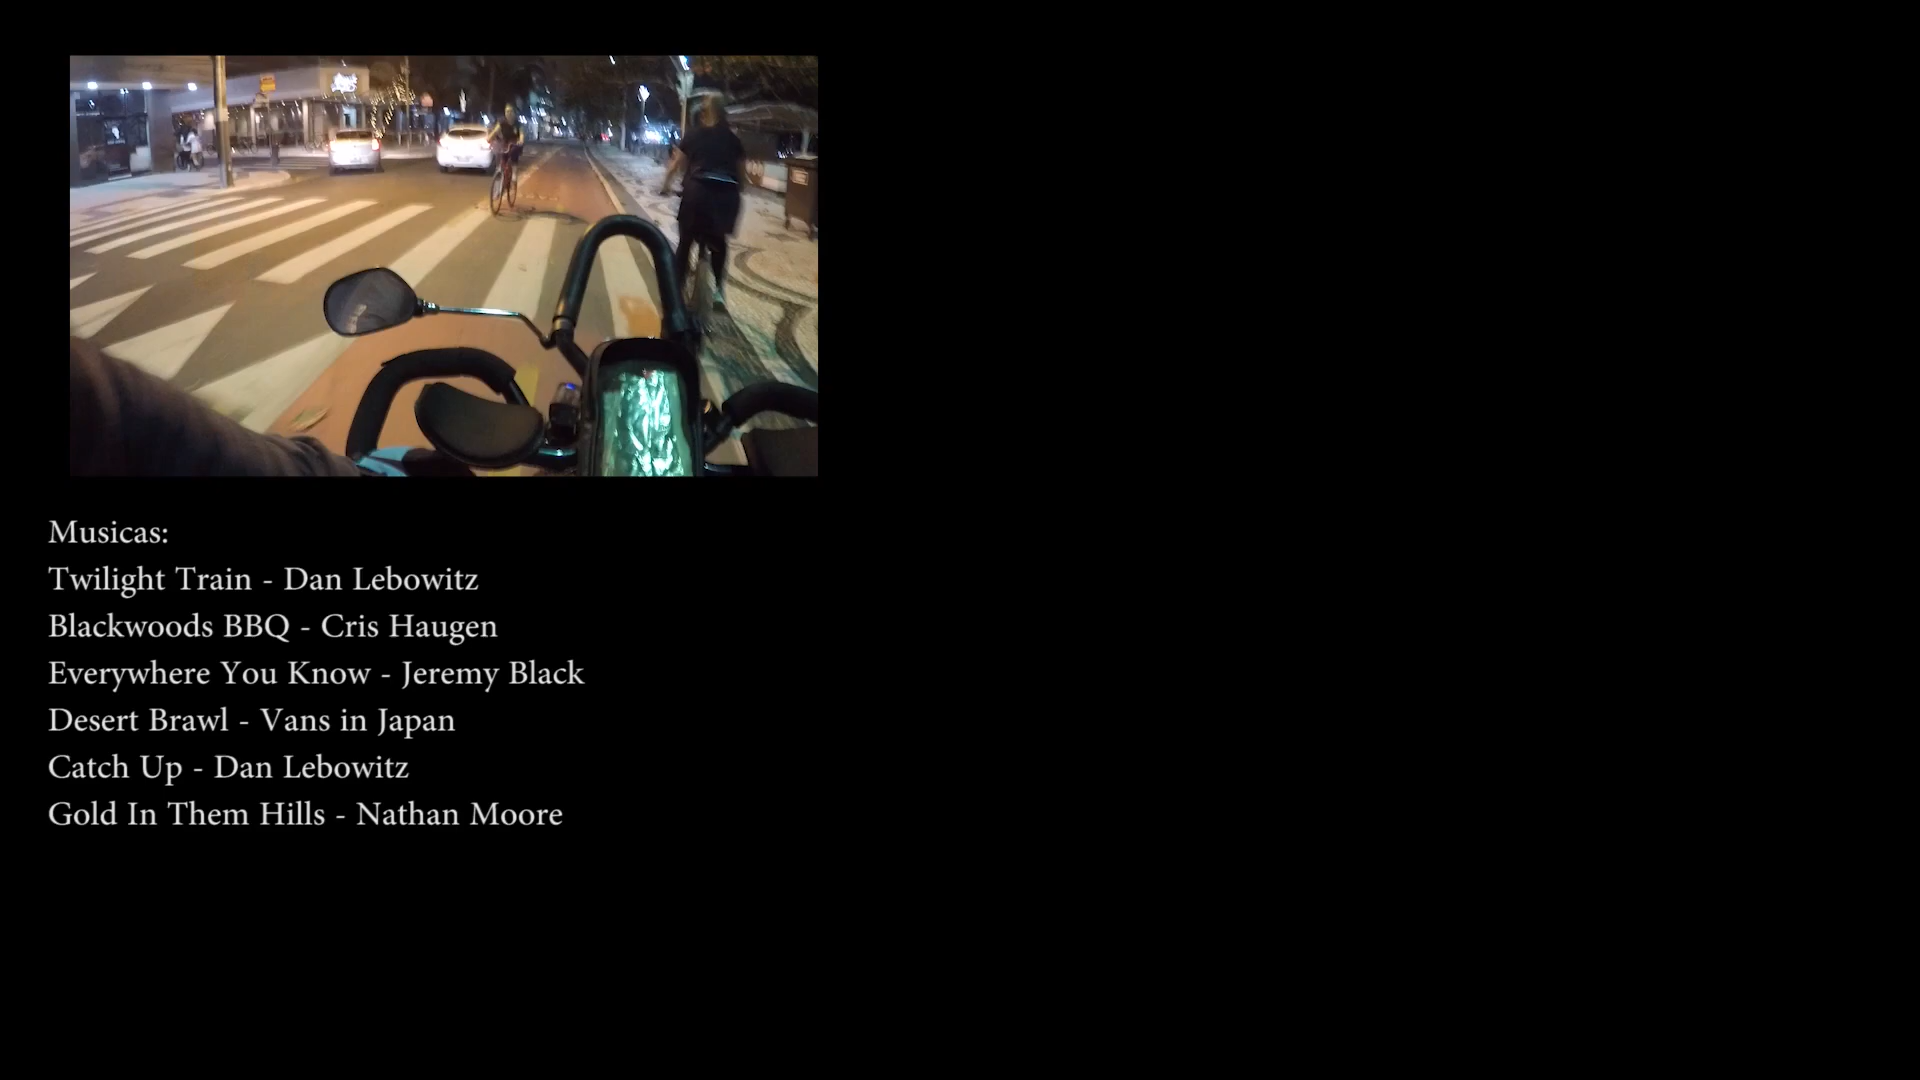 Musicas:
Twilight Train - Dan Lebowitz
Blackwoods BBQ - Cris Haugen
Everywhere You Know - Jeremy Black
Desert Brawl - Vans in Japan
Catch Up - Dan Lebowitz
Gold In Them Hills - Nathan Moore